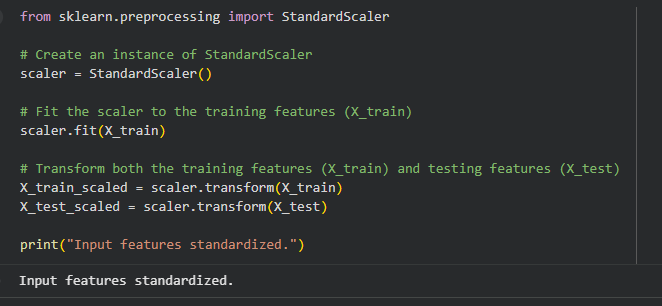 from sklearn.preprocessing import StandardScaler
# Create an instance of StandardScaler
scaler = StandardScaler()
# Fit the scaler to the training features (X_train)
scaler.fit(X_train)
# Transform both the training features (X_train) and testing features (X_test)
X_train_scaled = scaler.transform(X_train)
X_test_scaled = scaler.transform(X_test)
print("Input features standardized.")
Input features standardized.